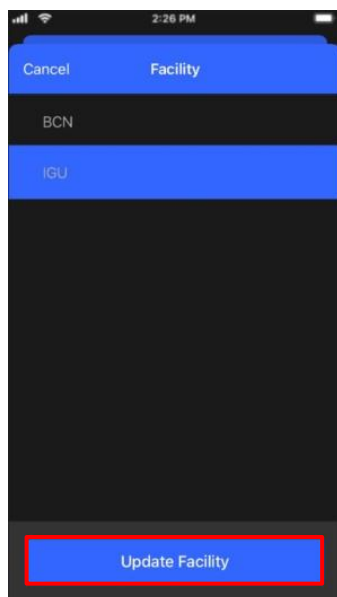 2:26 PM
Cancel Facility
BCN
IGU
Update Facility